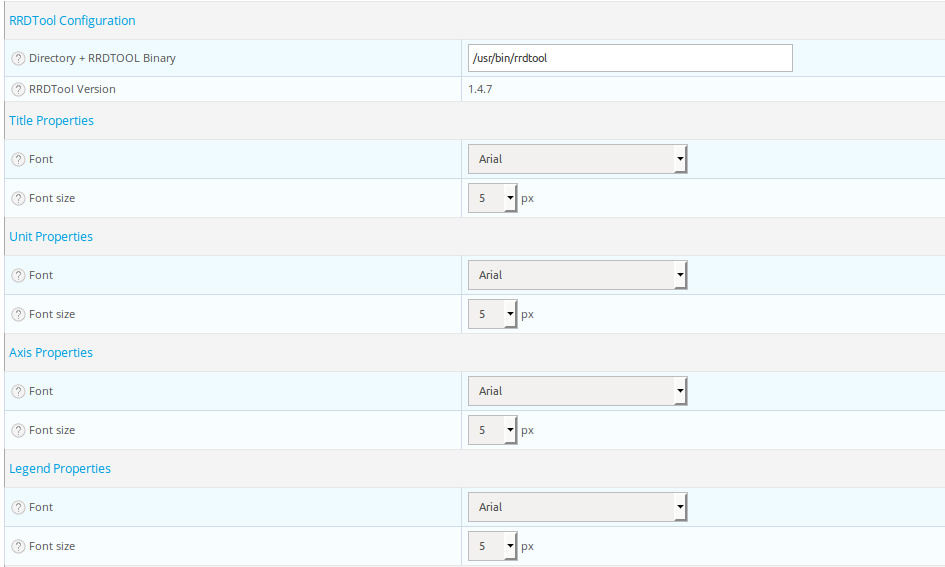 RRDTool Configuration
? Directory + RRDTOOL Binary /usr/bin/rrdtool
? RRDTool Version 1.4.7
Title Properties
? Font Arial
? Font size 5 px
Unit Properties
? Font Arial
? Font size 5 px
Axis Properties
? Font Arial
? Font size 5 px
Legend Properties
? Font Arial
? Font size 5 px